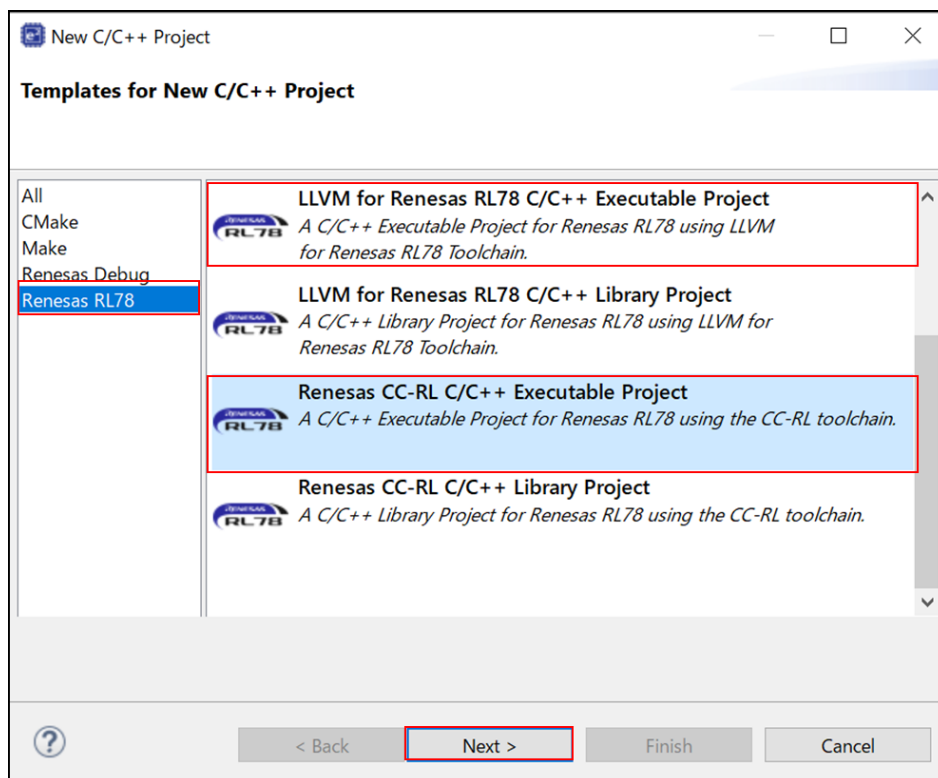 New C/C++ Project
Templates for New C/C++ Project
All
CMake
Make
Renesas Debug
Renesas RL78
LLVM for Renesas RL78 C/C++ Executable Project
RENESAS
RL78
A C/C++ Executable Project for Renesas RL78 using LLVM
for Renesas RL78 Toolchain.
LLVM for Renesas RL78 C/C++ Library Project
RENESAS
RL78
A C/C++ Library Project for Renesas RL78 using LLVM for
Renesas RL78 Toolchain.
Renesas CC-RL C/C++ Executable Project
RENESAS
RL78
A C/C++ Executable Project for Renesas RL78 using the CC-RL toolchain.
Renesas CC-RL C/C++ Library Project
RENESAS
RL78
A C/C++ Library Project for Renesas RL78 using the CC-RL toolchain.
?
< Back
Next >
Finish
Cancel